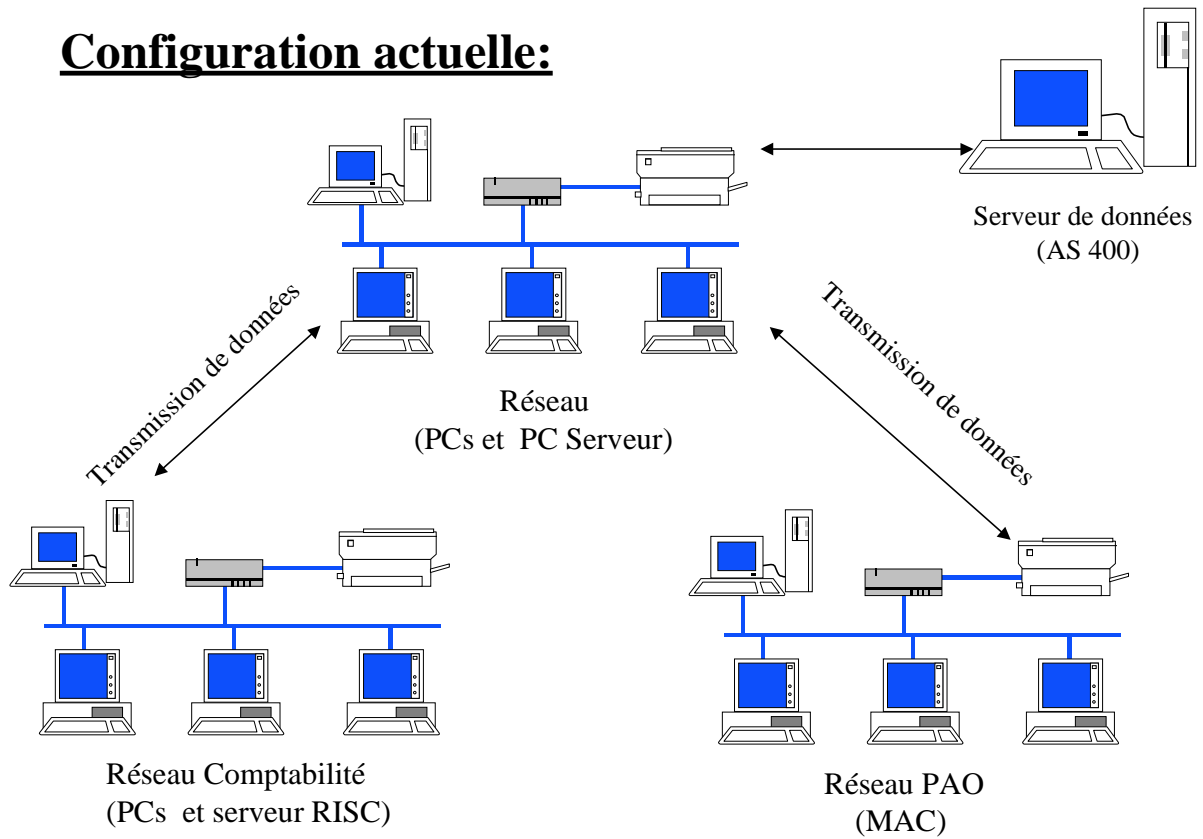 Configuration actuelle:
Serveur de données
(AS 400)
Transmission de données
Transmission de données
Réseau
(PCs et  PC Serveur)
Réseau Comptabilité
(PCs  et serveur RISC)
Réseau PAO
(MAC)